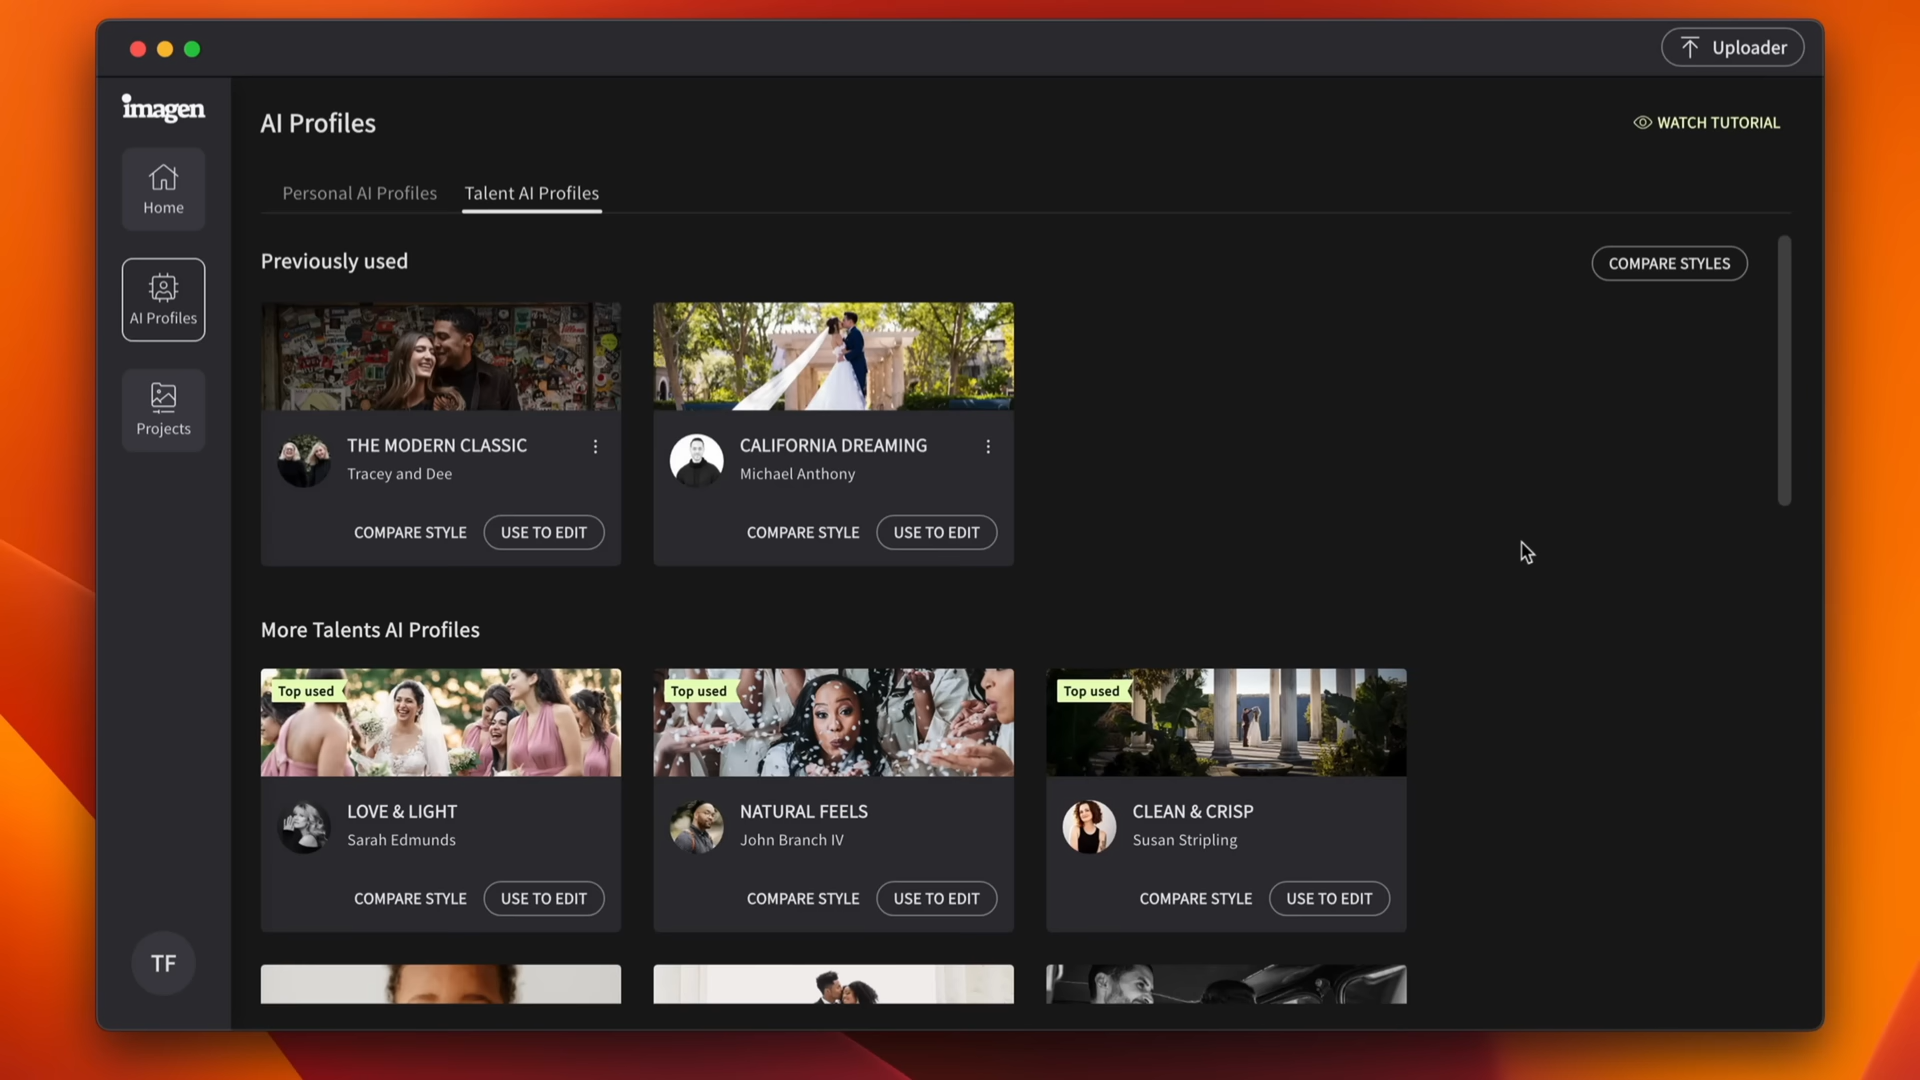 Uploader
imagen
AI Profiles
WATCH TUTORIAL
Home
Personal AI Profiles
Talent AI Profiles
Previously used
COMPARE STYLES
AI Profiles
Projects
THE MODERN CLASSIC
Tracey and Dee
COMPARE STYLE
USE TO EDIT
CALIFORNIA DREAMING
Michael Anthony
COMPARE STYLE
USE TO EDIT
More Talents AI Profiles
Top used
LOVE & LIGHT
Sarah Edmunds
COMPARE STYLE
USE TO EDIT
Top used
NATURAL FEELS
John Branch IV
COMPARE STYLE
USE TO EDIT
Top used
CLEAN & CRISP
Susan Stripling
COMPARE STYLE
USE TO EDIT
TF